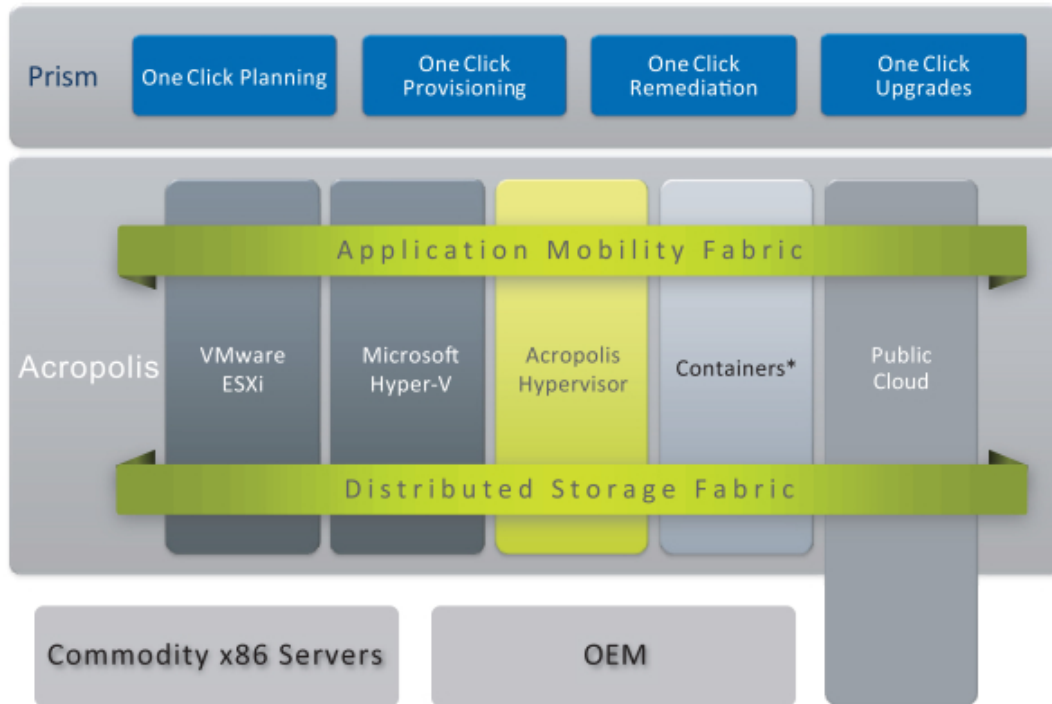 Prism
One Click Planning
One Click
Provisioning
One Click
Remediation
One Click
Upgrades
Application Mobility Fabric
Acropolis
VMware
ESXi
Microsoft
Hyper-V
Acropolis
Hypervisor
Containers*
Public
Cloud
Distributed Storage Fabric
Commodity x86 Servers
OEM